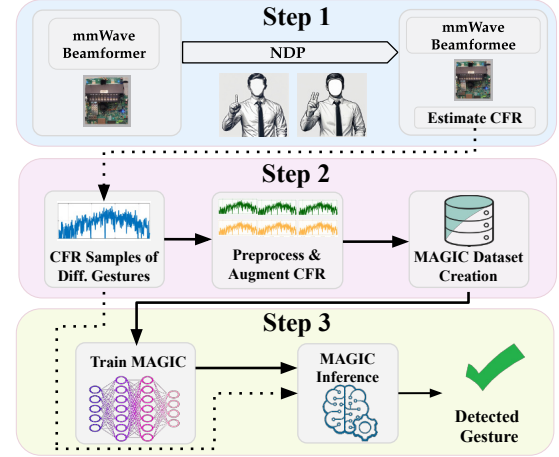 Step 1
mmWave
Beamformer
NDP
mmWave
Beamformee
Estimate CFR
Step 2
CFR Samples of
Diff. Gestures
Preprocess &
Augment CFR
MAGIC Dataset
Creation
Step 3
Train MAGIC
MAGIC
Inference
Detected
Gesture